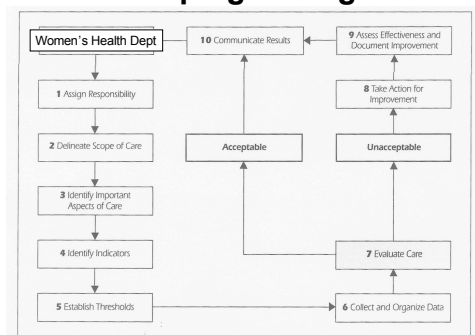 Women's Health Dept
10 Communicate Results
9 Assess Effectiveness and
Document Improvement
1 Assign Responsibility
8 Take Action for
Improvement
2 Delineate Scope of Care
Acceptable
Unacceptable
3 Identify Important
Aspects of Care
4 Identify Indicators
7 Evaluate Care
5 Establish Thresholds
6 Collect and Organize Data